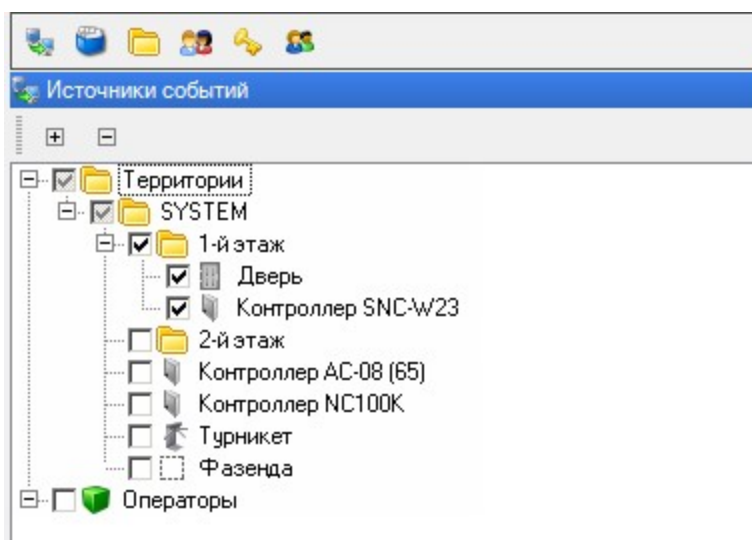 Источники событий
Территории
SYSTEM
1-й этаж
Дверь
Контроллер SNC-W23
2-й этаж
Контроллер AC-08 (65)
Контроллер NC100K
Турникет
Фазенда
Операторы